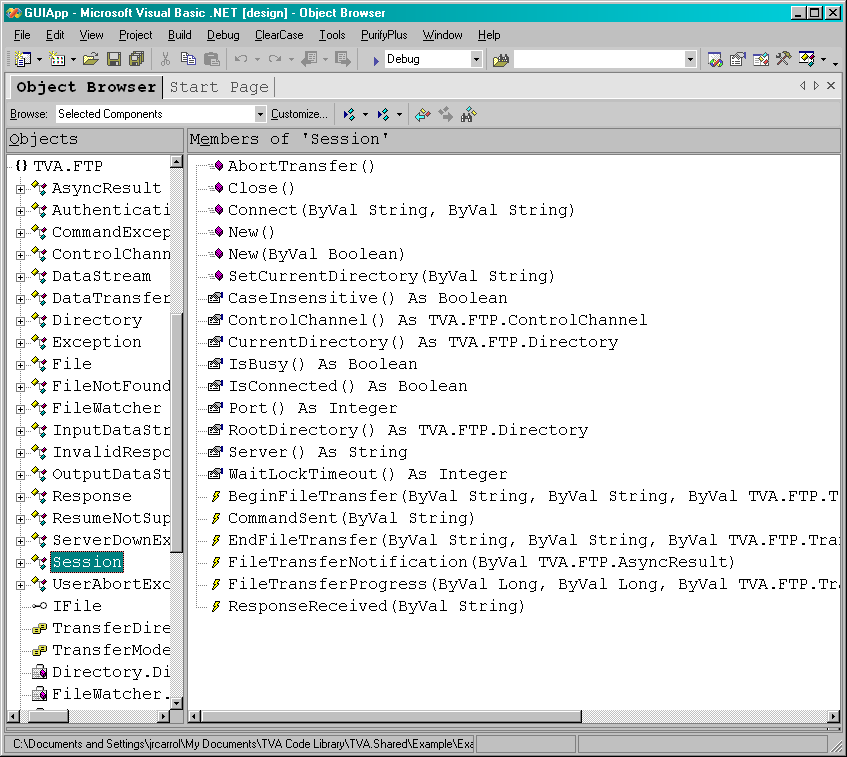 GUIApp - Microsoft Visual Basic .NET [design] - Object Browser
File Edit View Project Build Debug ClearCase Tools PurifyPlus Window Help
Debug
Object Browser Start Page
Browse: Selected Components Customize...
Objects
Members of 'Session'
{} TVA.FTP
AsyncResult
Authenticati
CommandExcep
ControlChann
DataStream
DataTransfer
Directory
Exception
File
FileNotFound
FileWatcher
InputDataStr
InvalidRespo
OutputDataSt
Response
ResumeNotSup
ServerDownEx
Session
UserAbortExc
IFile
TransferDire
TransferMode
Directory.Di
FileWatcher.
AbortTransfer()
Close()
Connect(ByVal String, ByVal String)
New()
New(ByVal Boolean)
SetCurrentDirectory(ByVal String)
CaseInsensitive() As Boolean
ControlChannel() As TVA.FTP.ControlChannel
CurrentDirectory() As TVA.FTP.Directory
IsBusy() As Boolean
IsConnected() As Boolean
Port() As Integer
RootDirectory() As TVA.FTP.Directory
Server() As String
WaitLockTimeout() As Integer
BeginFileTransfer(ByVal String, ByVal String, ByVal TVA.FTP.T
CommandSent(ByVal String)
EndFileTransfer(ByVal String, ByVal String, ByVal TVA.FTP.Tra
FileTransferNotification(ByVal TVA.FTP.AsyncResult)
FileTransferProgress(ByVal Long, ByVal Long, ByVal TVA.FTP.Tra
ResponseReceived(ByVal String)
C:\Documents and Settings\jrcarrol\My Documents\TVA Code Library\TVA.Shared\Example\Exa